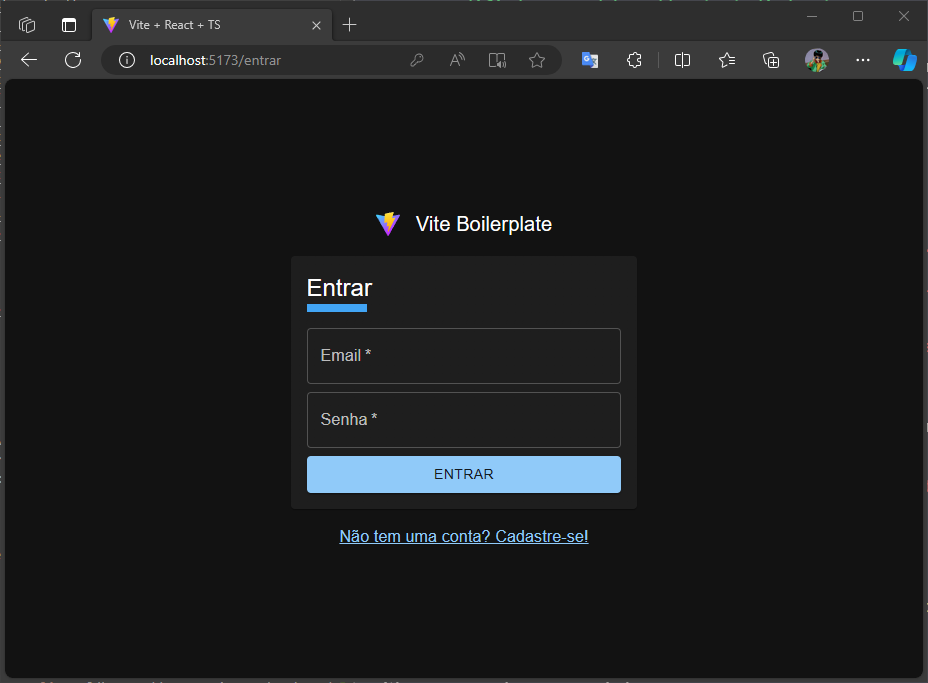 Vite + React + TS
localhost:5173/entrar
Vite Boilerplate
Entrar
Email *
Senha *
ENTRAR
Não tem uma conta? Cadastre-se!